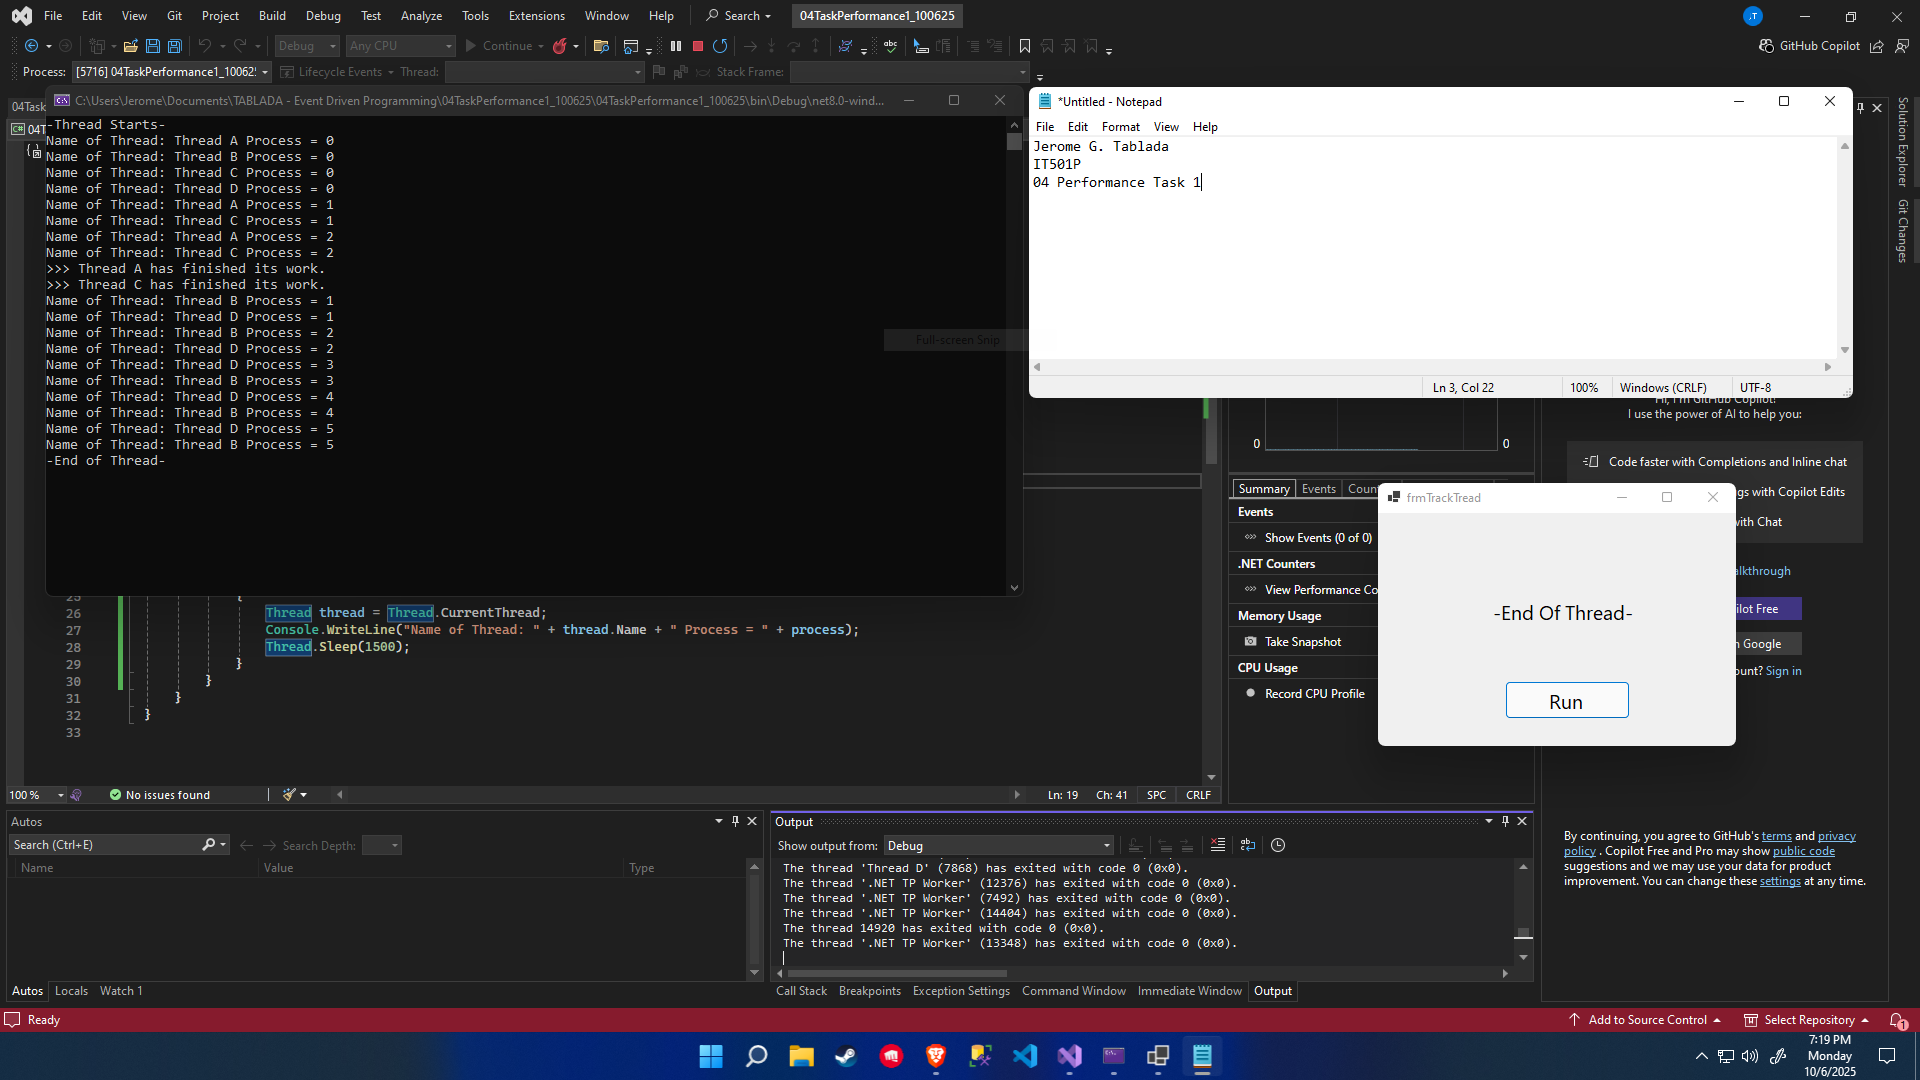 File Edit View Git Project Build Debug Test Analyze Tools Extensions Window Help Search 04TaskPerformance1_100625
Debug Any CPU Continue GitHub Copilot
Process: [5716] 04TaskPerformance1_10062 Lifecycle Events Thread: Stack Frame:
C:\Users\Jerome\Documents\TABLADA - Event Driven Programming\04TaskPerformance1_100625\04TaskPerformance1_100625\bin\Debug\net8.0-wind...
-Thread Starts-
Name of Thread: Thread A Process = 0
Name of Thread: Thread B Process = 0
Name of Thread: Thread C Process = 0
Name of Thread: Thread D Process = 0
Name of Thread: Thread A Process = 1
Name of Thread: Thread C Process = 1
Name of Thread: Thread A Process = 2
Name of Thread: Thread C Process = 2
>>> Thread A has finished its work.
>>> Thread C has finished its work.
Name of Thread: Thread B Process = 1
Name of Thread: Thread D Process = 1
Name of Thread: Thread B Process = 2
Name of Thread: Thread D Process = 2
Name of Thread: Thread D Process = 3
Name of Thread: Thread B Process = 3
Name of Thread: Thread D Process = 4
Name of Thread: Thread B Process = 4
Name of Thread: Thread D Process = 5
Name of Thread: Thread B Process = 5
-End of Thread-
Full-screen Snip
*Untitled - Notepad
File Edit Format View Help
Jerome G. Tablada
IT501P
04 Performance Task 1
Ln 3, Col 22 100% Windows (CRLF) UTF-8
Solution Explorer
Git Changes
Hi, I'm GitHub Copilot!
I use the power of AI to help you:
Code faster with Completions and Inline chat
gs with Copilot Edits
with Chat
alkthrough
ilot Free
n Google
ount? Sign in
0 0
Summary Events Coun
Events
Show Events (0 of 0)
.NET Counters
View Performance Co
Memory Usage
Take Snapshot
CPU Usage
Record CPU Profile
frmTrackTread
-End Of Thread-
Run
25 {
26 Thread thread = Thread.CurrentThread;
27 Console.WriteLine("Name of Thread: " + thread.Name + " Process = " + process);
28 Thread.Sleep(1500);
29 }
30 }
31 }
32 }
33
100 % No issues found Ln: 19 Ch: 41 SPC CRLF
Autos
Search (Ctrl+E) Search Depth:
Name Value Type
Autos Locals Watch 1
Output
Show output from: Debug
The thread 'Thread D' (7868) has exited with code 0 (0x0).
The thread '.NET TP Worker' (12376) has exited with code 0 (0x0).
The thread '.NET TP Worker' (7492) has exited with code 0 (0x0).
The thread '.NET TP Worker' (14404) has exited with code 0 (0x0).
The thread 14920 has exited with code 0 (0x0).
The thread '.NET TP Worker' (13348) has exited with code 0 (0x0).
Call Stack Breakpoints Exception Settings Command Window Immediate Window Output
By continuing, you agree to GitHub's terms and privacy
policy . Copilot Free and Pro may show public code
suggestions and we may use your data for product
improvement. You can change these settings at any time.
Ready Add to Source Control Select Repository 1
7:19 PM
Monday
10/6/2025